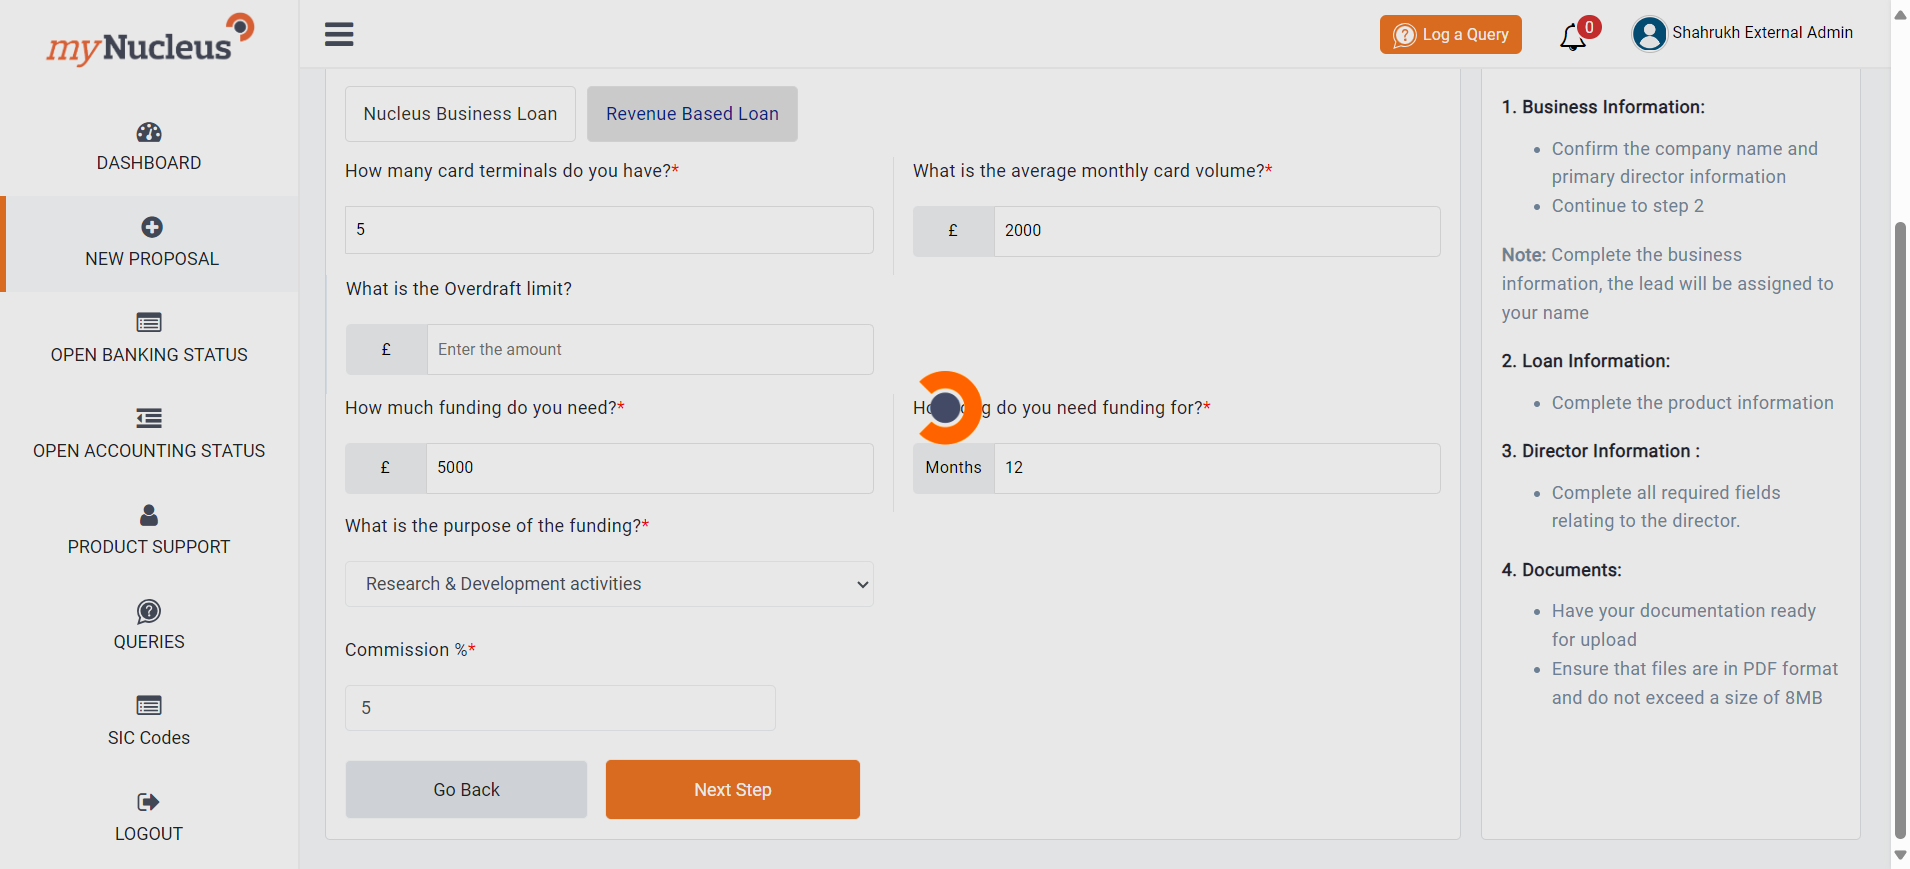 myNucleus
Log a Query
0
Shahrukh External Admin
DASHBOARD
NEW PROPOSAL
OPEN BANKING STATUS
OPEN ACCOUNTING STATUS
PRODUCT SUPPORT
QUERIES
SIC Codes
LOGOUT
Nucleus Business Loan
Revenue Based Loan
How many card terminals do you have?*
5
What is the average monthly card volume?*
£ 2000
What is the Overdraft limit?
£ Enter the amount
How much funding do you need?*
£ 5000
do you need funding for?*
Months 12
What is the purpose of the funding?*
Research & Development activities
Commission %*
5
Go Back
Next Step
1. Business Information:
• Confirm the company name and
primary director information
• Continue to step 2
Note: Complete the business
information, the lead will be assigned to
your name
2. Loan Information:
• Complete the product information
3. Director Information :
• Complete all required fields
relating to the director.
4. Documents:
• Have your documentation ready
for upload
• Ensure that files are in PDF format
and do not exceed a size of 8MB